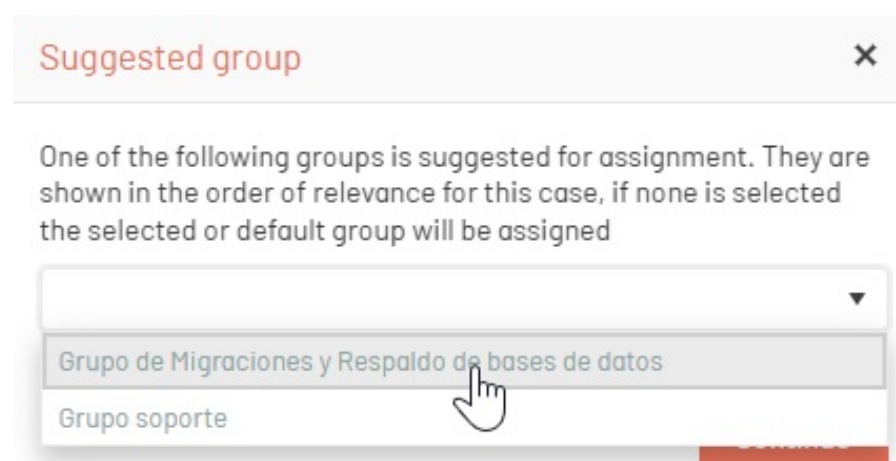 Suggested group
One of the following groups is suggested for assignment. They are
shown in the order of relevance for this case, if none is selected
the selected or default group will be assigned
Grupo de Migraciones y Respaldo de bases de datos
Grupo soporte